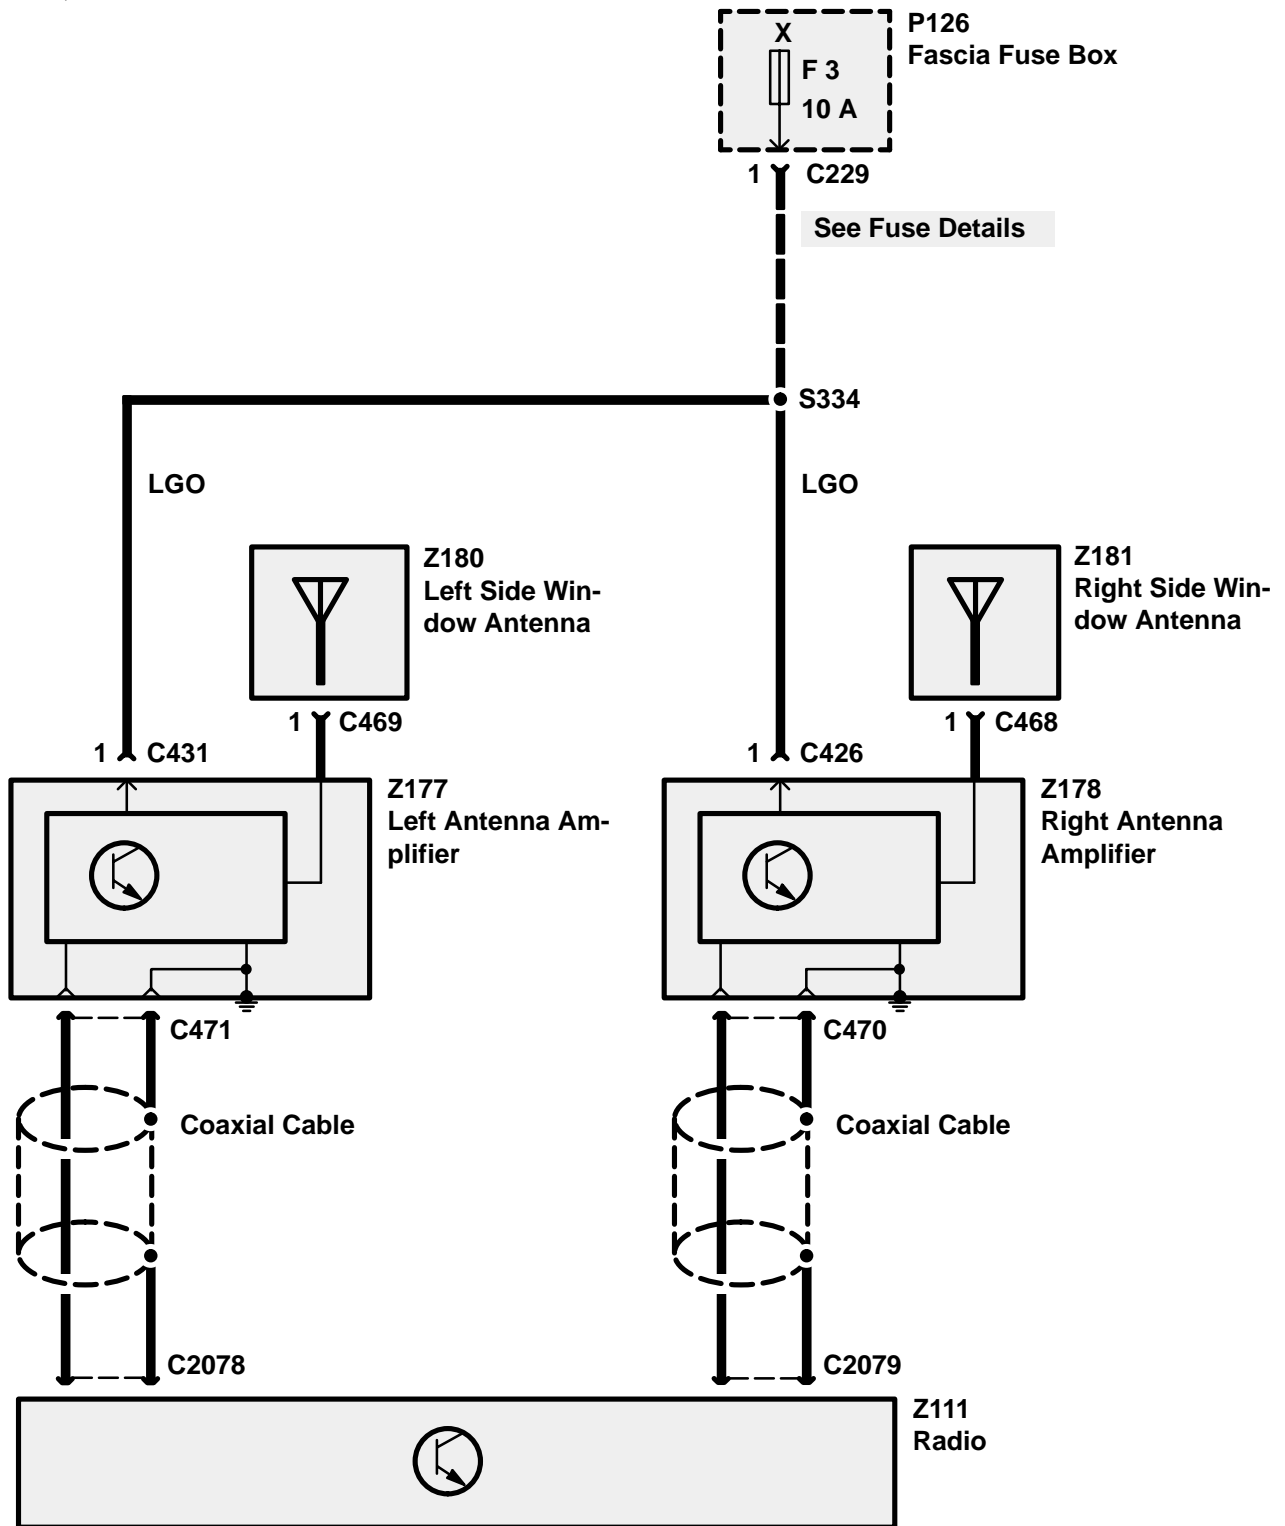 P126
Fascia Fuse Box
X
F 3
10 A
1 C229
See Fuse Details
S334
LGO
LGO
Z180
Left Side Win-
dow Antenna
Z181
Right Side Win-
dow Antenna
1 C469
1 C468
1 C431
1 C426
Z177
Left Antenna Am-
plifier
Z178
Right Antenna
Amplifier
C471
C470
Coaxial Cable
Coaxial Cable
C2078
C2079
Z111
Radio